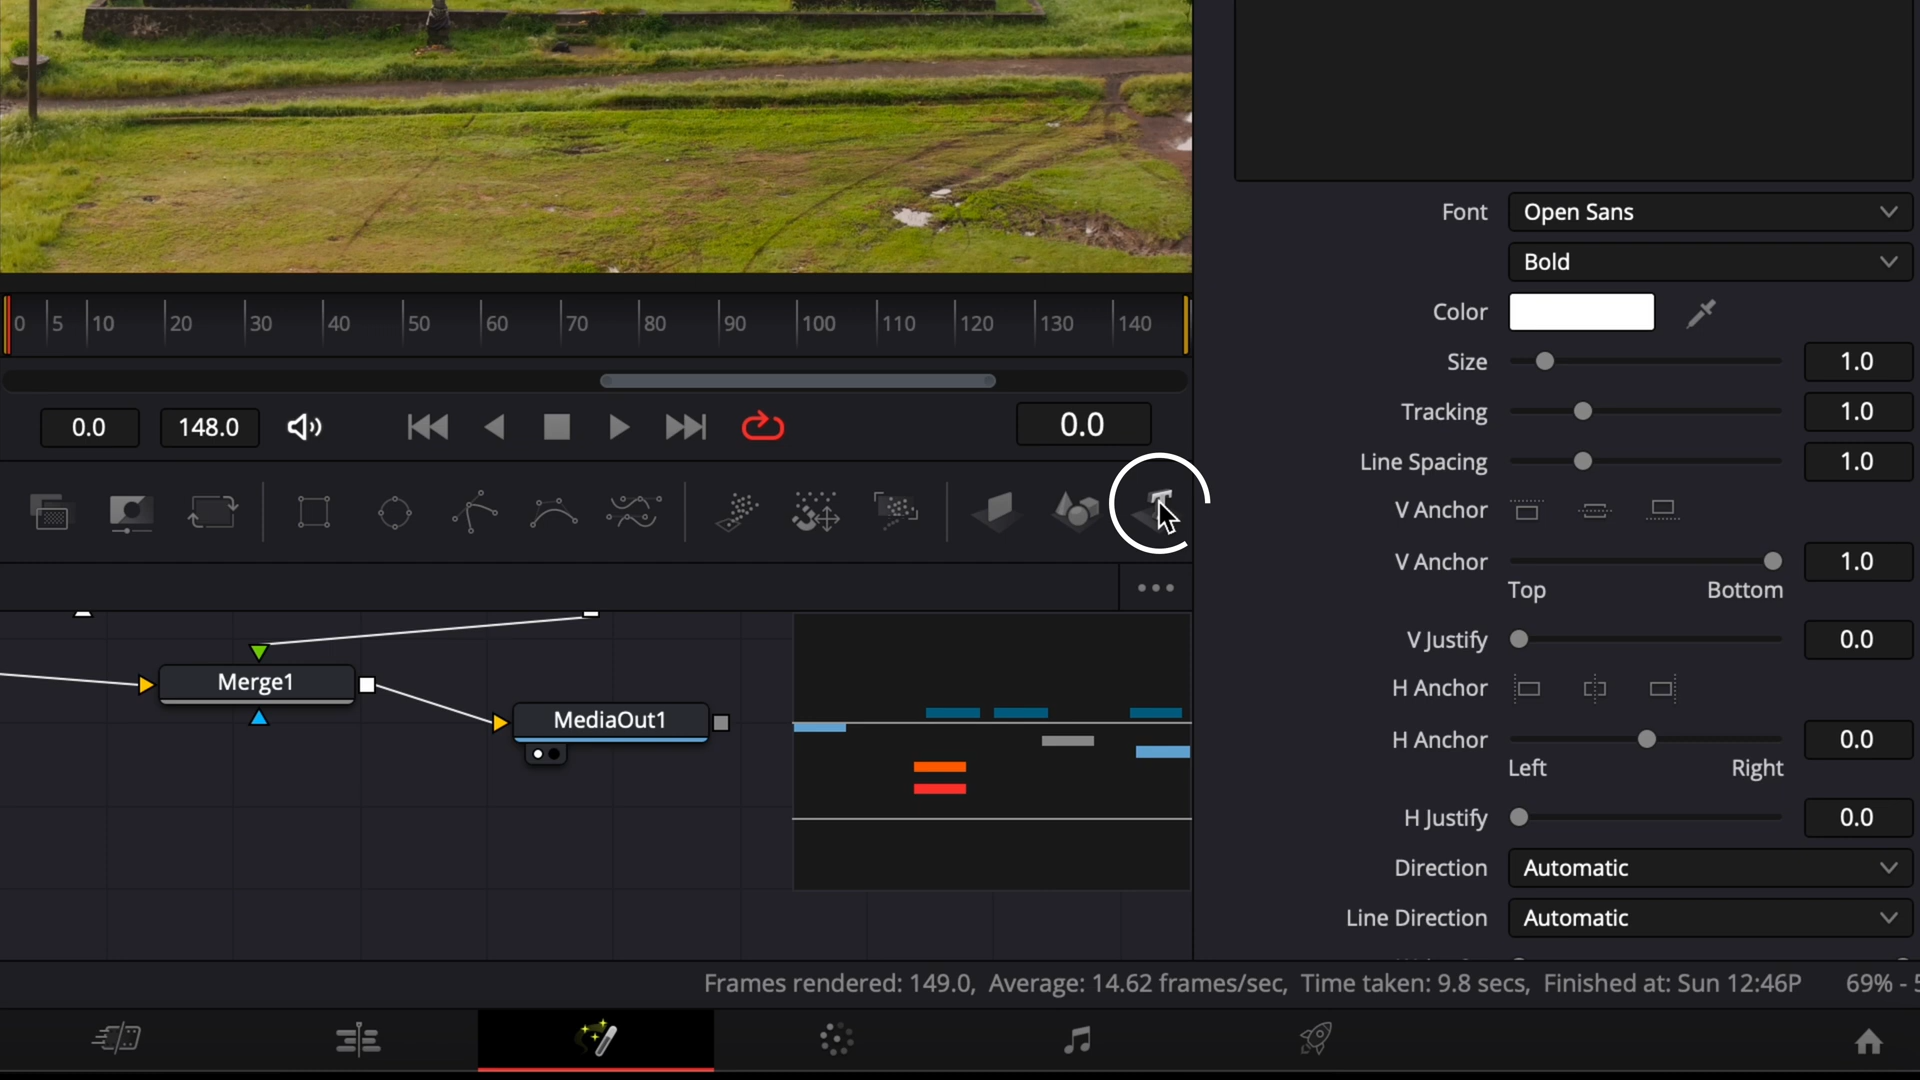 Font Open Sans
Bold
Color
Size 1.0
Tracking 1.0
Line Spacing 1.0
V Anchor
V Anchor 1.0
Top Bottom
V Justify 0.0
H Anchor
H Anchor 0.0
Left Right
H Justify 0.0
Direction Automatic
Line Direction Automatic
0 5 10 20 30 40 50 60 70 80 90 100 110 120 130 140
0.0 148.0 0.0
Merge1
MediaOut1
Frames rendered: 149.0, Average: 14.62 frames/sec, Time taken: 9.8 secs, Finished at: Sun 12:46P 69% -